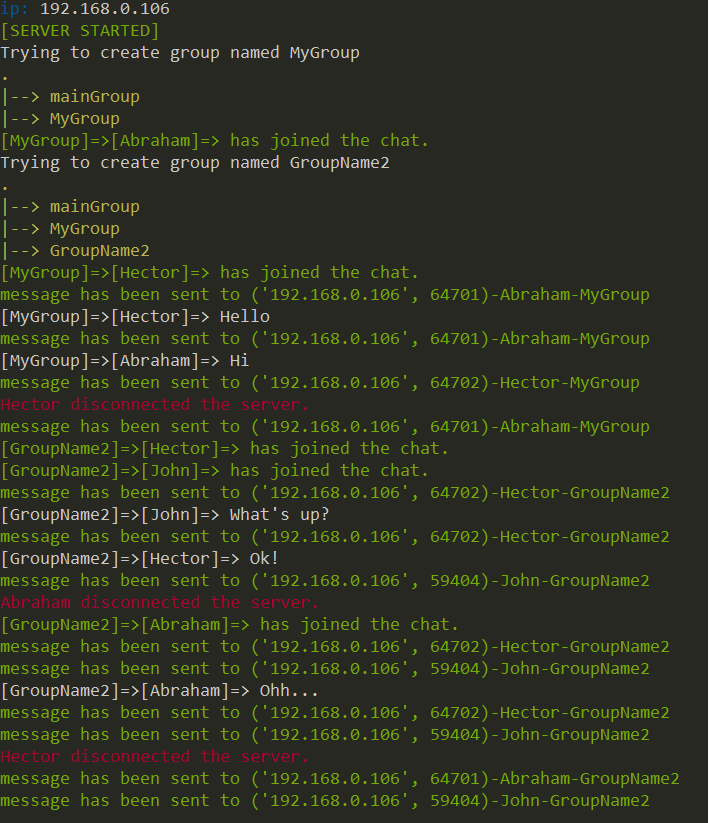 ip: 192.168.0.106
[SERVER STARTED]
Trying to create group named MyGroup
.
|--> mainGroup
|--> MyGroup
[MyGroup]=>[Abraham]=> has joined the chat.
Trying to create group named GroupName2
.
|--> mainGroup
|--> MyGroup
|--> GroupName2
[MyGroup]=>[Hector]=> has joined the chat.
message has been sent to ('192.168.0.106', 64701)-Abraham-MyGroup
[MyGroup]=>[Hector]=> Hello
message has been sent to ('192.168.0.106', 64701)-Abraham-MyGroup
[MyGroup]=>[Abraham]=> Hi
message has been sent to ('192.168.0.106', 64702)-Hector-MyGroup
Hector disconnected the server.
message has been sent to ('192.168.0.106', 64701)-Abraham-MyGroup
[GroupName2]=>[Hector]=> has joined the chat.
[GroupName2]=>[John]=> has joined the chat.
message has been sent to ('192.168.0.106', 64702)-Hector-GroupName2
[GroupName2]=>[John]=> What's up?
message has been sent to ('192.168.0.106', 64702)-Hector-GroupName2
[GroupName2]=>[Hector]=> Ok!
message has been sent to ('192.168.0.106', 59404)-John-GroupName2
Abraham disconnected the server.
[GroupName2]=>[Abraham]=> has joined the chat.
message has been sent to ('192.168.0.106', 64702)-Hector-GroupName2
message has been sent to ('192.168.0.106', 59404)-John-GroupName2
[GroupName2]=>[Abraham]=> Ohh...
message has been sent to ('192.168.0.106', 64702)-Hector-GroupName2
message has been sent to ('192.168.0.106', 59404)-John-GroupName2
Hector disconnected the server.
message has been sent to ('192.168.0.106', 64701)-Abraham-GroupName2
message has been sent to ('192.168.0.106', 59404)-John-GroupName2